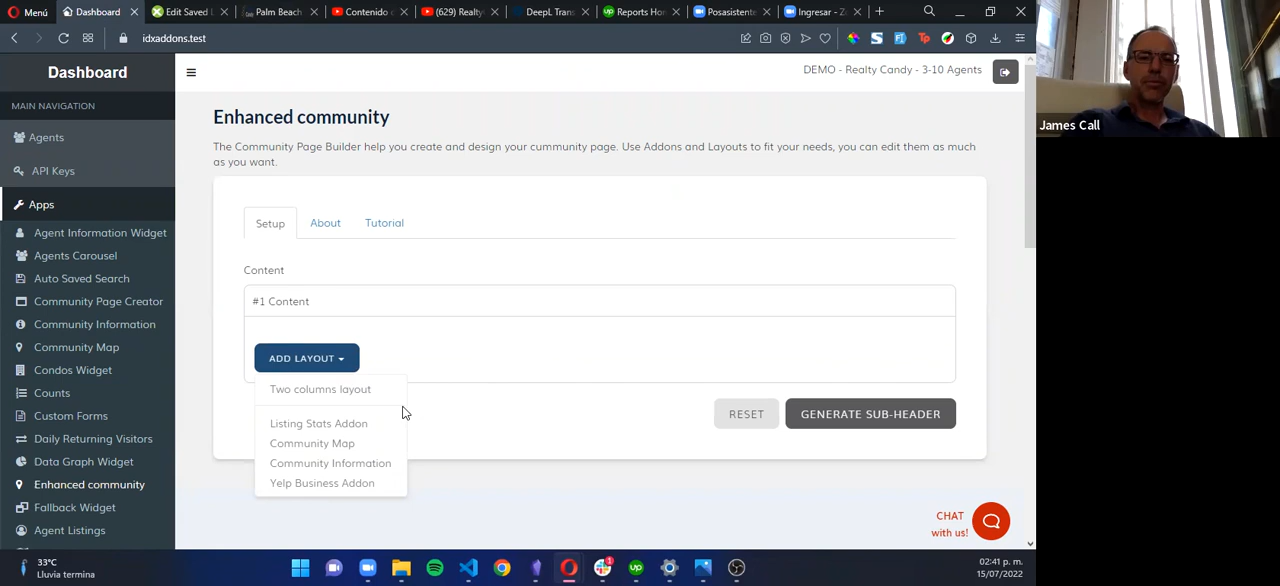 Menú
Dashboard
Edit Saved L
Palm Beach
Contenido c
(629) Realty
DeepL Trans
Reports Ho
Posasistente
Ingresar - Z
idxaddons.test
Dashboard
DEMO - Realty Candy - 3-10 Agents
MAIN NAVIGATION
Agents
API Keys
Apps
Agent Information Widget
Agents Carousel
Auto Saved Search
Community Page Creator
Community Information
Community Map
Condos Widget
Counts
Custom Forms
Daily Returning Visitors
Data Graph Widget
Enhanced community
Fallback Widget
Agent Listings
Enhanced community
The Community Page Builder help you create and design your cummunity page. Use Addons and Layouts to fit your needs, you can edit them as much
as you want.
Setup
About
Tutorial
Content
#1 Content
ADD LAYOUT
Two columns layout
Listing Stats Addon
Community Map
Community Information
Yelp Business Addon
RESET
GENERATE SUB-HEADER
CHAT
with us!
James Call
33°C
Lluvia termina
02:41 p. m.
15/07/2022